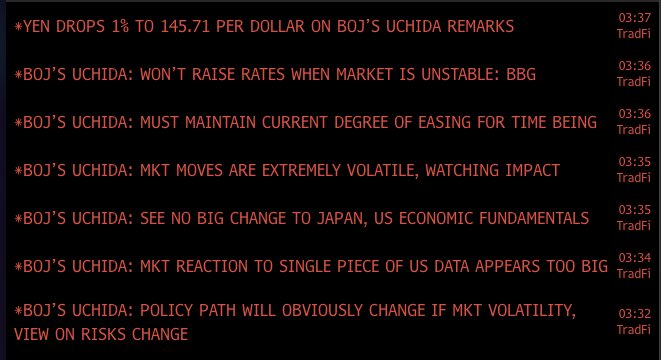 *YEN DROPS 1% TO 145.71 PER DOLLAR ON BOJ'S UCHIDA REMARKS
03:37
TradFi
*BOJ'S UCHIDA: WON'T RAISE RATES WHEN MARKET IS UNSTABLE: BBG
03:36
TradFi
*BOJ'S UCHIDA: MUST MAINTAIN CURRENT DEGREE OF EASING FOR TIME BEING
03:36
TradFi
*BOJ'S UCHIDA: MKT MOVES ARE EXTREMELY VOLATILE, WATCHING IMPACT
03:35
TradFi
*BOJ'S UCHIDA: SEE NO BIG CHANGE TO JAPAN, US ECONOMIC FUNDAMENTALS
03:35
TradFi
*BOJ'S UCHIDA: MKT REACTION TO SINGLE PIECE OF US DATA APPEARS TOO BIG
03:34
TradFi
*BOJ'S UCHIDA: POLICY PATH WILL OBVIOUSLY CHANGE IF MKT VOLATILITY,
VIEW ON RISKS CHANGE
03:32
TradFi